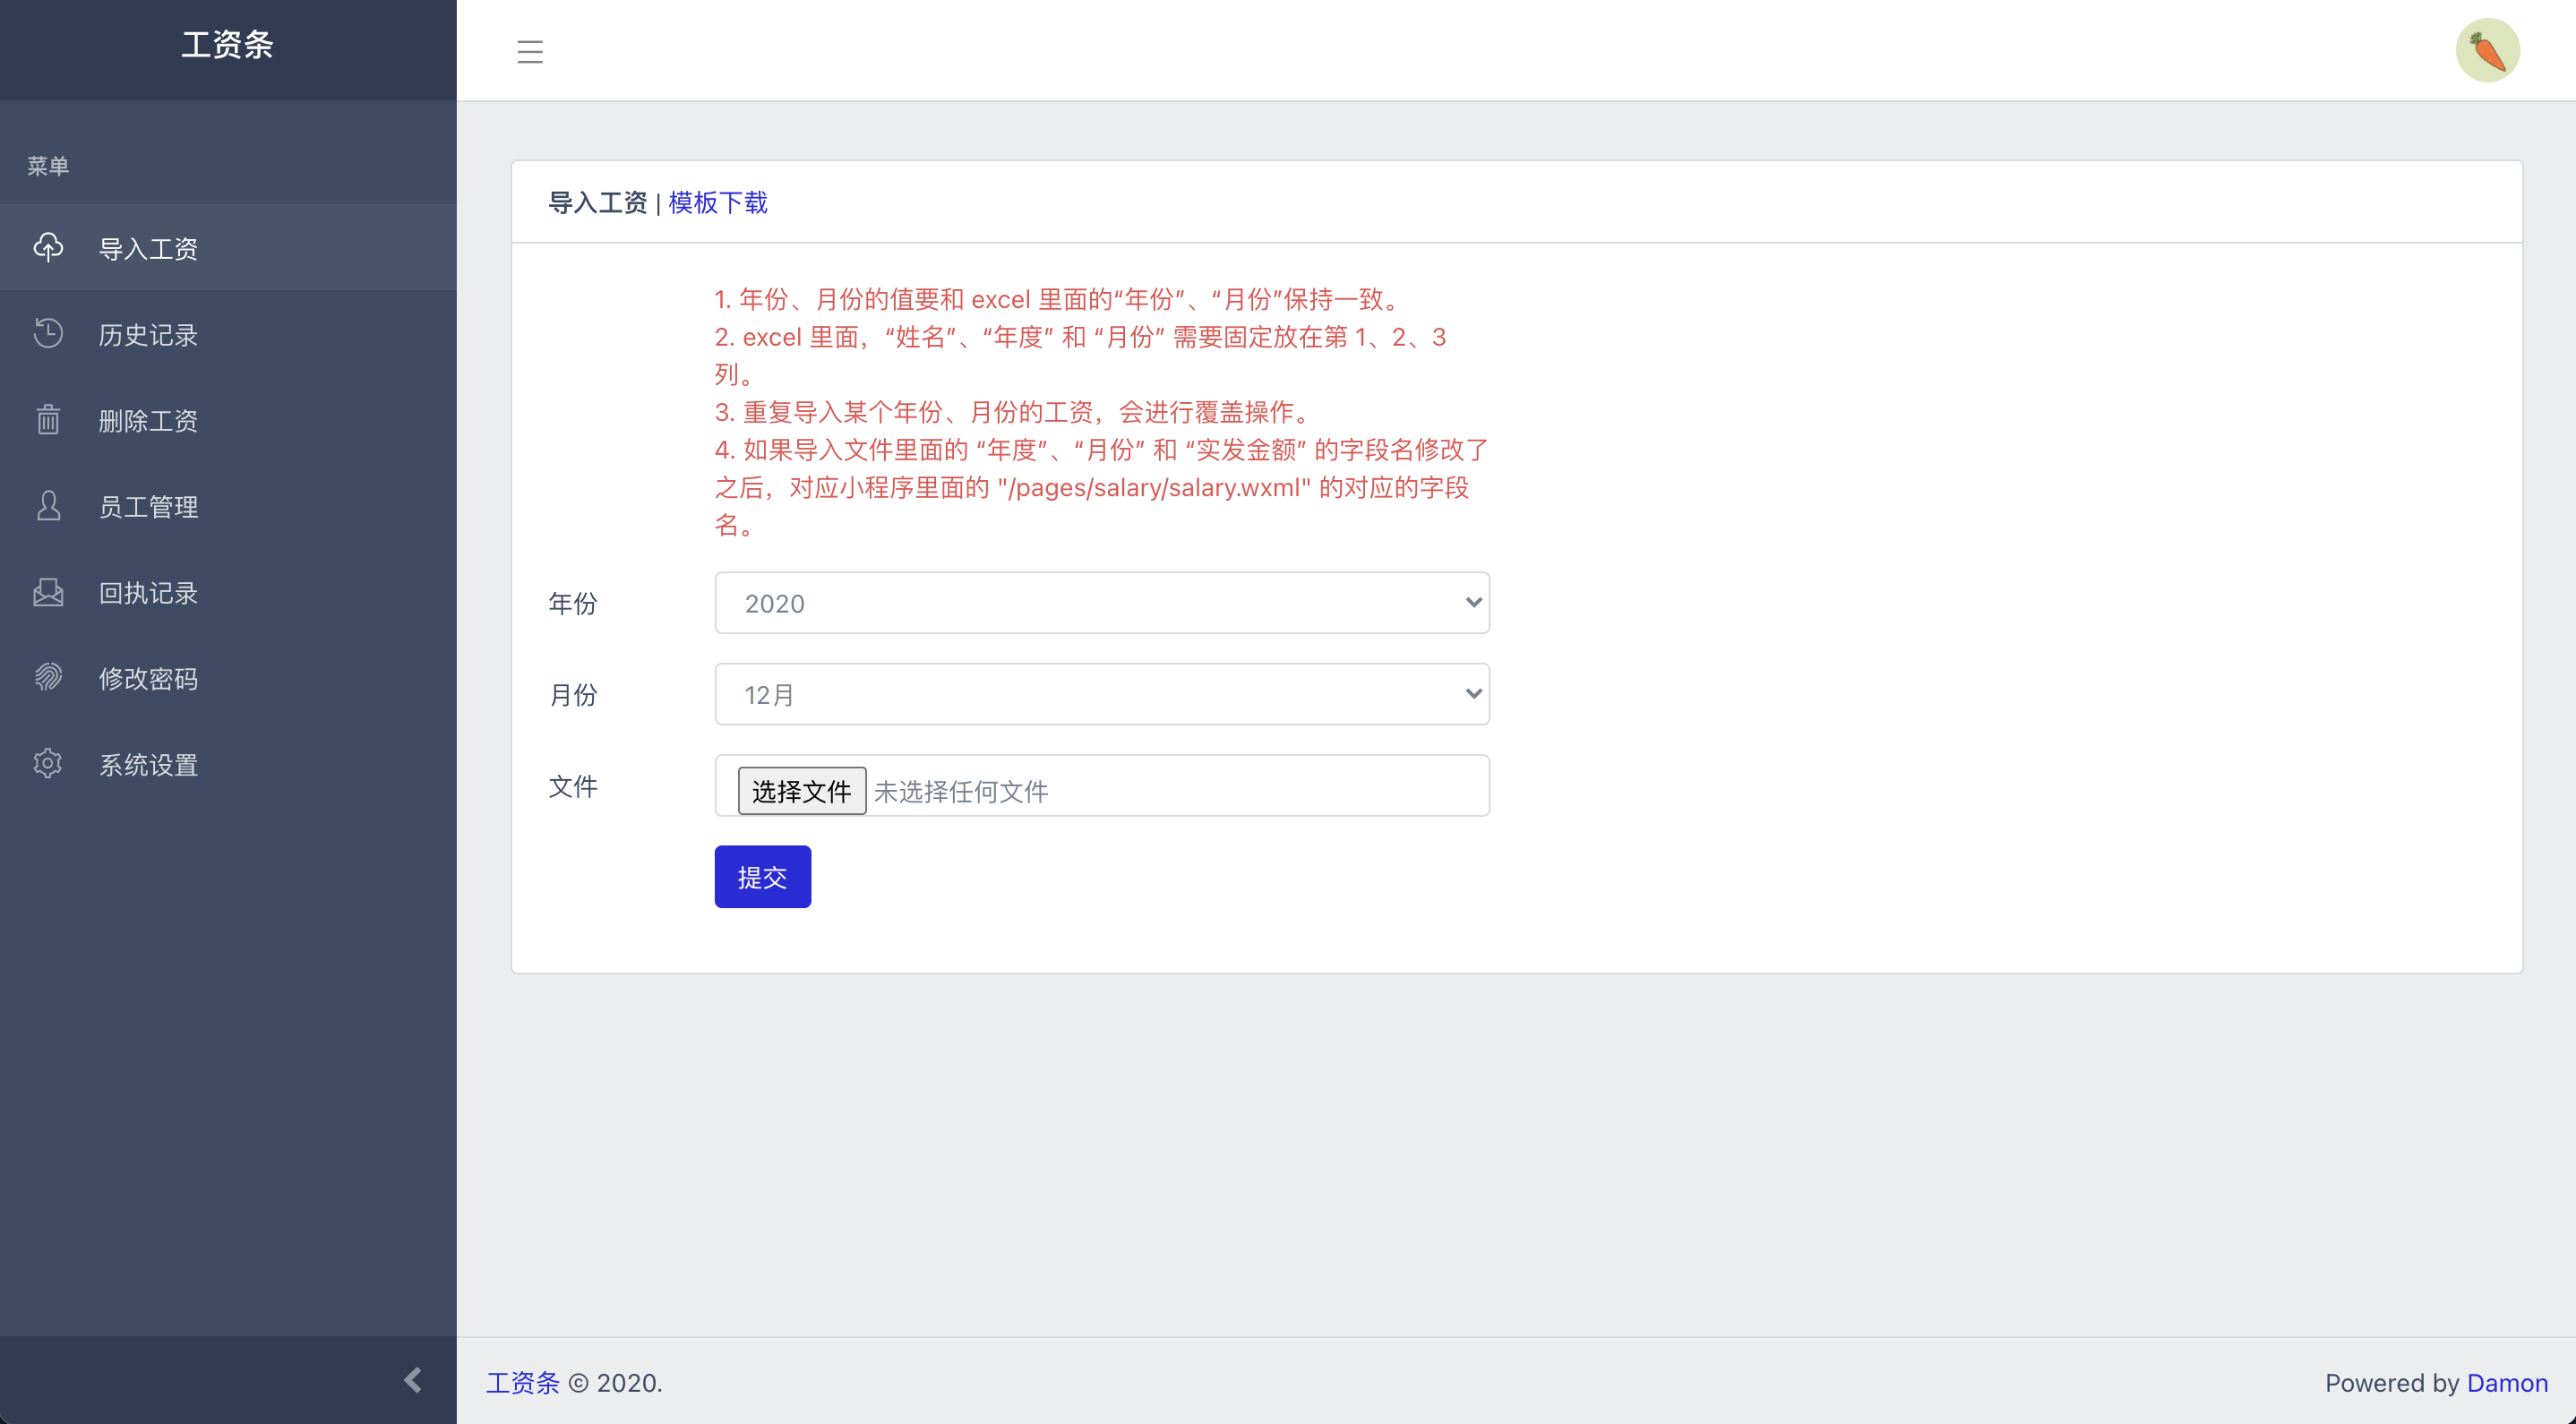 工资条
菜单
导入工资
历史记录
删除工资
员工管理
回执记录
修改密码
系统设置
导入工资 | 模板下载
1. 年份、月份的值要和 excel 里面的“年份”、“月份”保持一致。
2. excel 里面，“姓名”、“年度” 和 “月份” 需要固定放在第 1、2、3
列。
3. 重复导入某个年份、月份的工资，会进行覆盖操作。
4. 如果导入文件里面的 “年度”、“月份” 和 “实发金额” 的字段名修改了
之后，对应小程序里面的 "/pages/salary/salary.wxml" 的对应的字段
名。
年份 2020
月份 12月
文件 选择文件 未选择任何文件
提交
工资条 © 2020. Powered by Damon